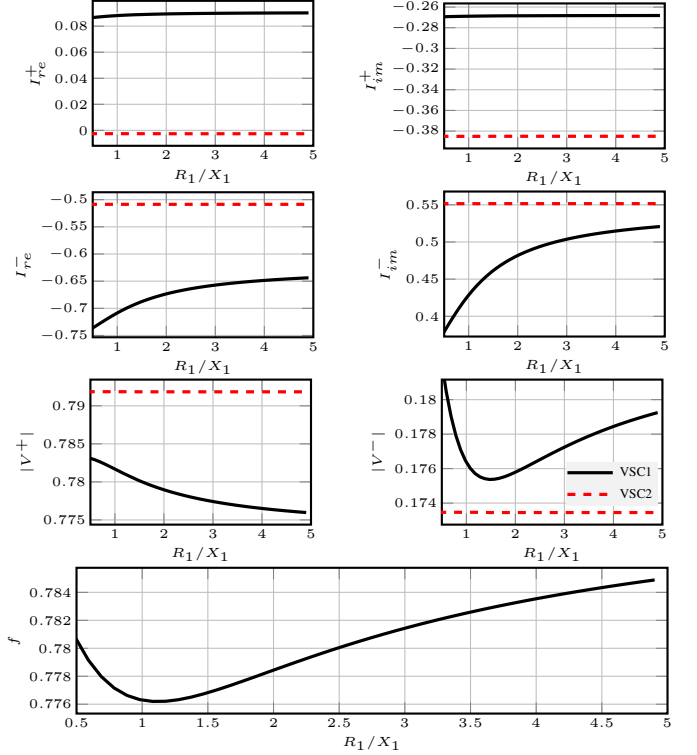 0.08
0.06
0.04
0.02
0
I⁺re
1 2 3 4 5
R₁/X₁
−0.26
−0.28
−0.3
−0.32
−0.34
−0.36
−0.38
I⁺im
1 2 3 4 5
R₁/X₁
−0.5
−0.55
−0.6
−0.65
−0.7
−0.75
I⁻re
1 2 3 4 5
R₁/X₁
0.55
0.5
0.45
0.4
I⁻im
1 2 3 4 5
R₁/X₁
0.79
0.785
0.78
0.775
|V⁺|
1 2 3 4 5
R₁/X₁
0.18
0.178
0.176
0.174
|V⁻|
VSC1
VSC2
1 2 3 4 5
R₁/X₁
0.784
0.782
0.78
0.778
0.776
f
0.5 1 1.5 2 2.5 3 3.5 4 4.5 5
R₁/X₁